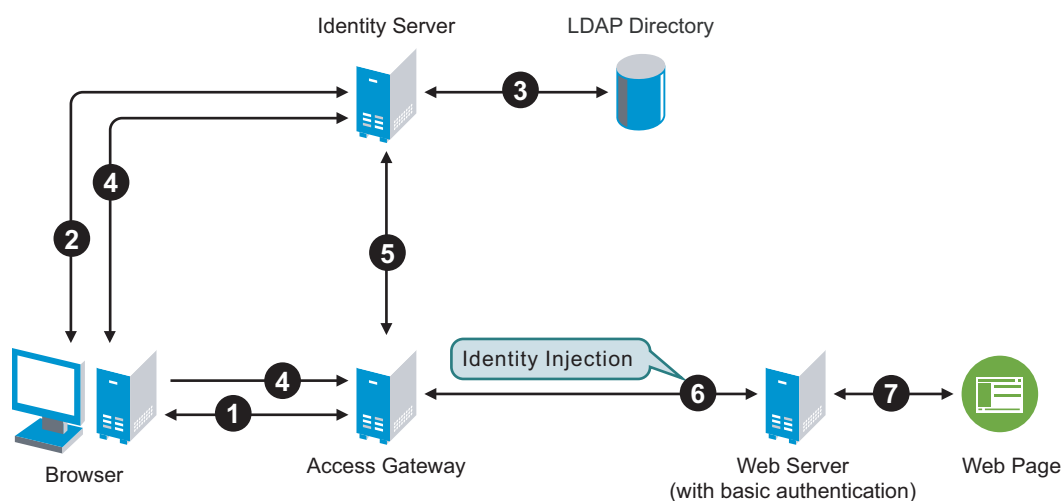 Identity Server
LDAP Directory
3
4
2
5
Identity Injection
4
1
6
7
Browser
Access Gateway
Web Server
(with basic authentication)
Web Page